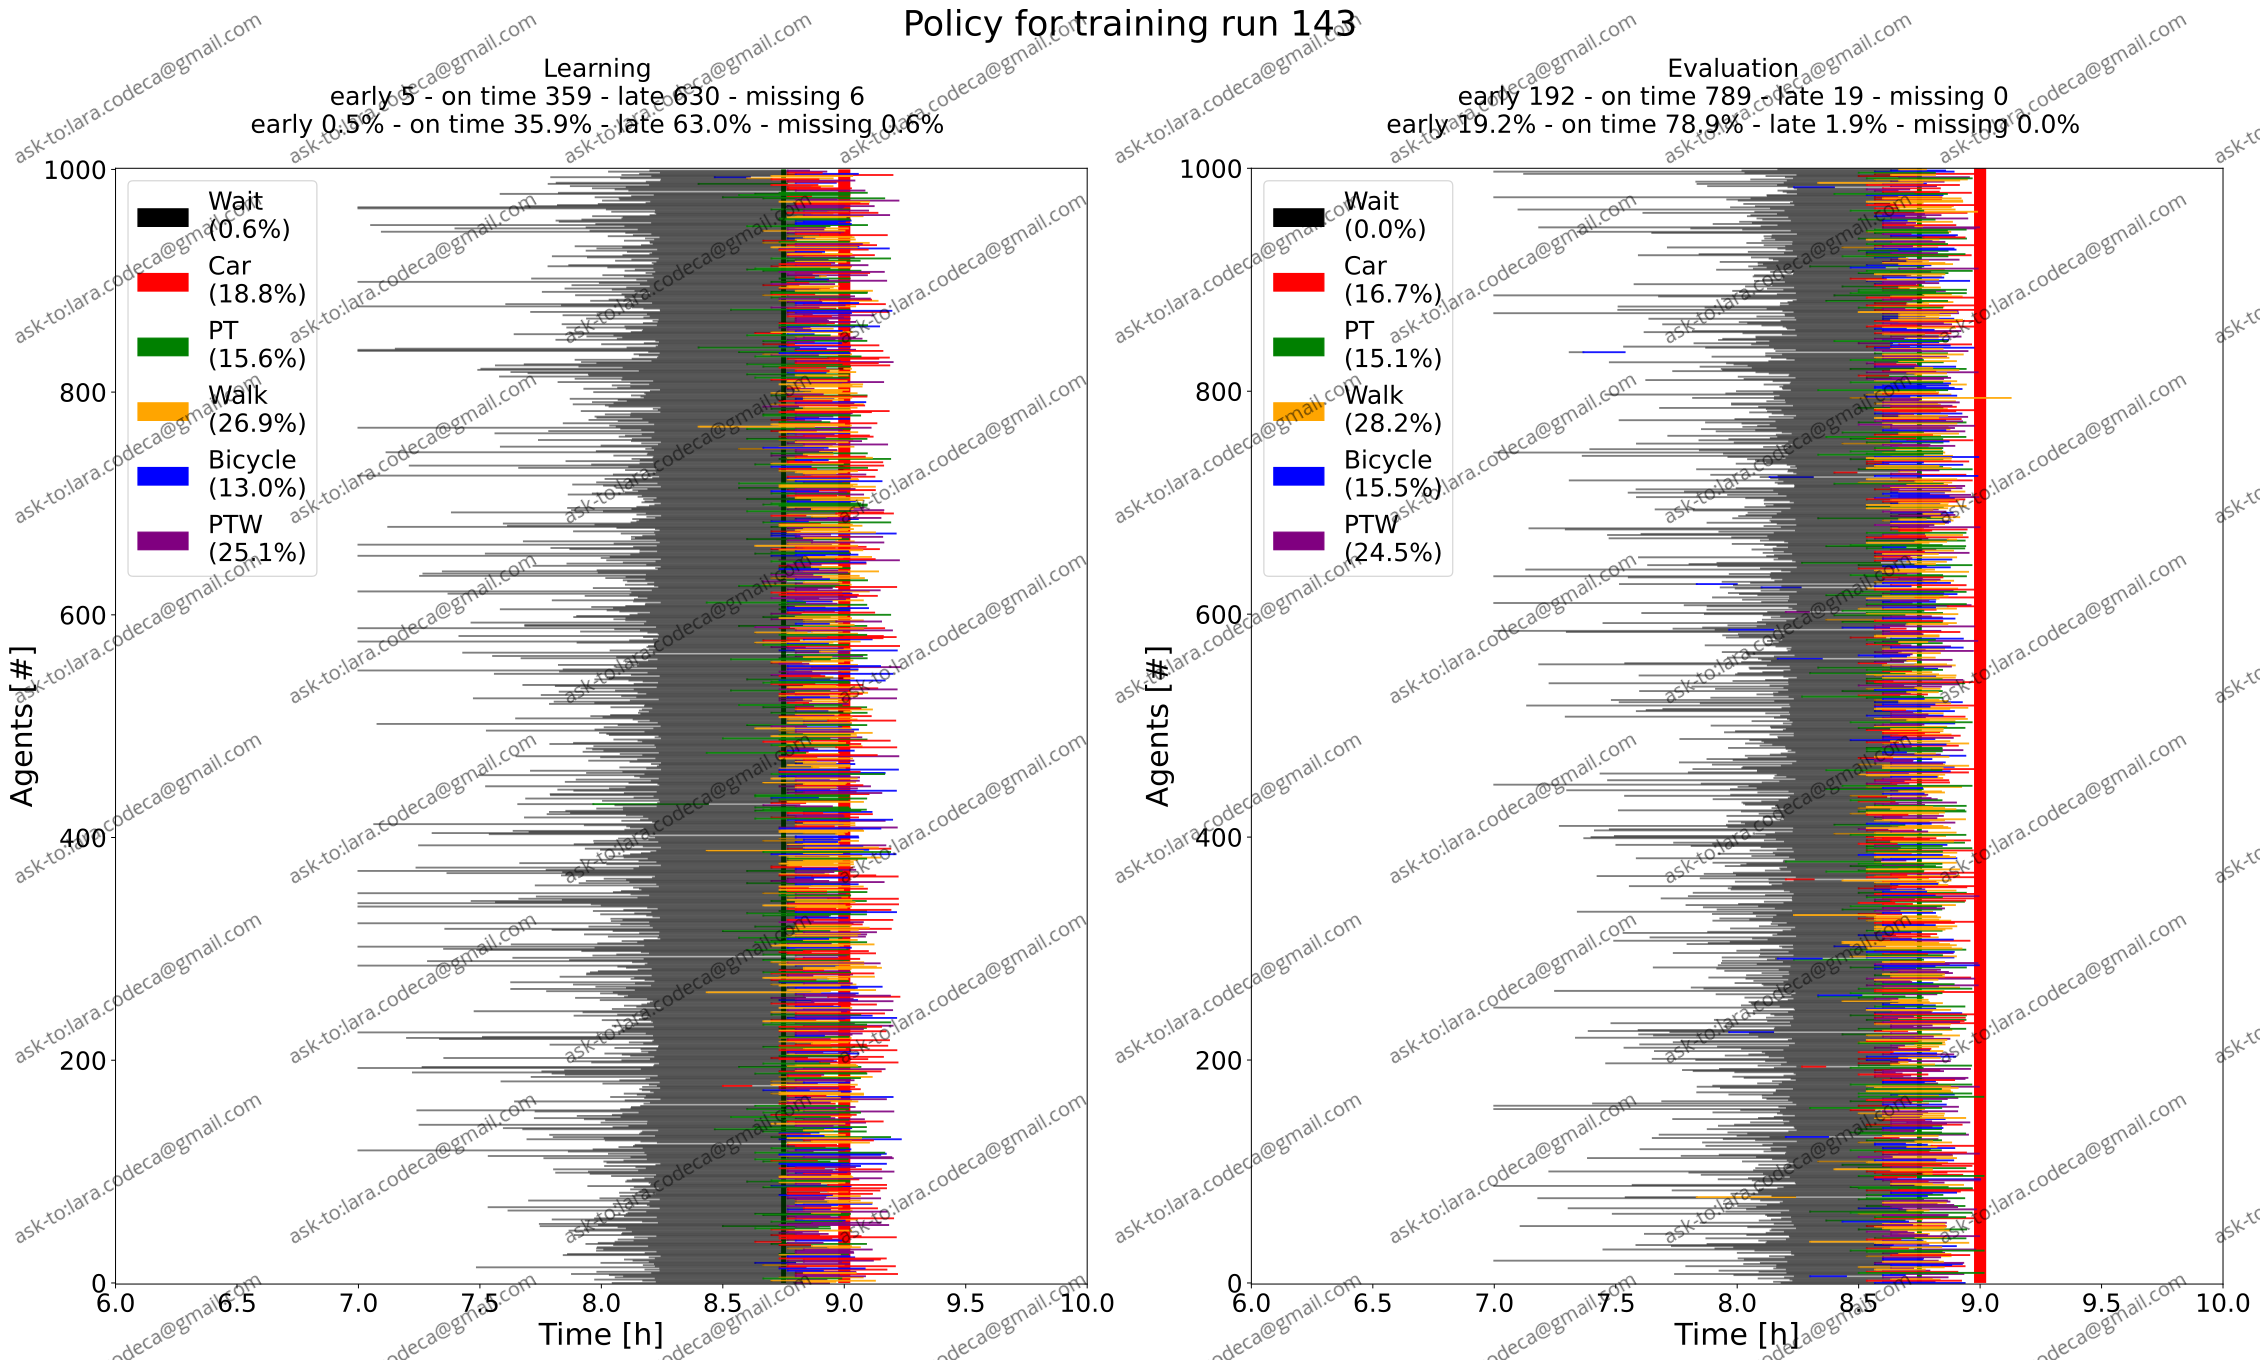 Policy for training run 143
Learning
early 5 - on time 359 - late 630 - missing 6
early 0.5% - on time 35.9% - late 63.0% - missing 0.6%
Evaluation
early 192 - on time 789 - late 19 - missing 0
early 19.2% - on time 78.9% - late 1.9% - missing 0.0%
Agents [#]
1000
800
600
400
200
0
Wait
(0.6%)
Car
(18.8%)
PT
(15.6%)
Walk
(26.9%)
Bicycle
(13.0%)
PTW
(25.1%)
6.0 6.5 7.0 7.5 8.0 8.5 9.0 9.5 10.0
Time [h]
Agents [#]
1000
800
600
400
200
0
Wait
(0.0%)
Car
(16.7%)
PT
(15.1%)
Walk
(28.2%)
Bicycle
(15.5%)
PTW
(24.5%)
6.0 6.5 7.0 7.5 8.0 8.5 9.0 9.5 10.0
Time [h]
ask-to:lara.codeca@gmail.com